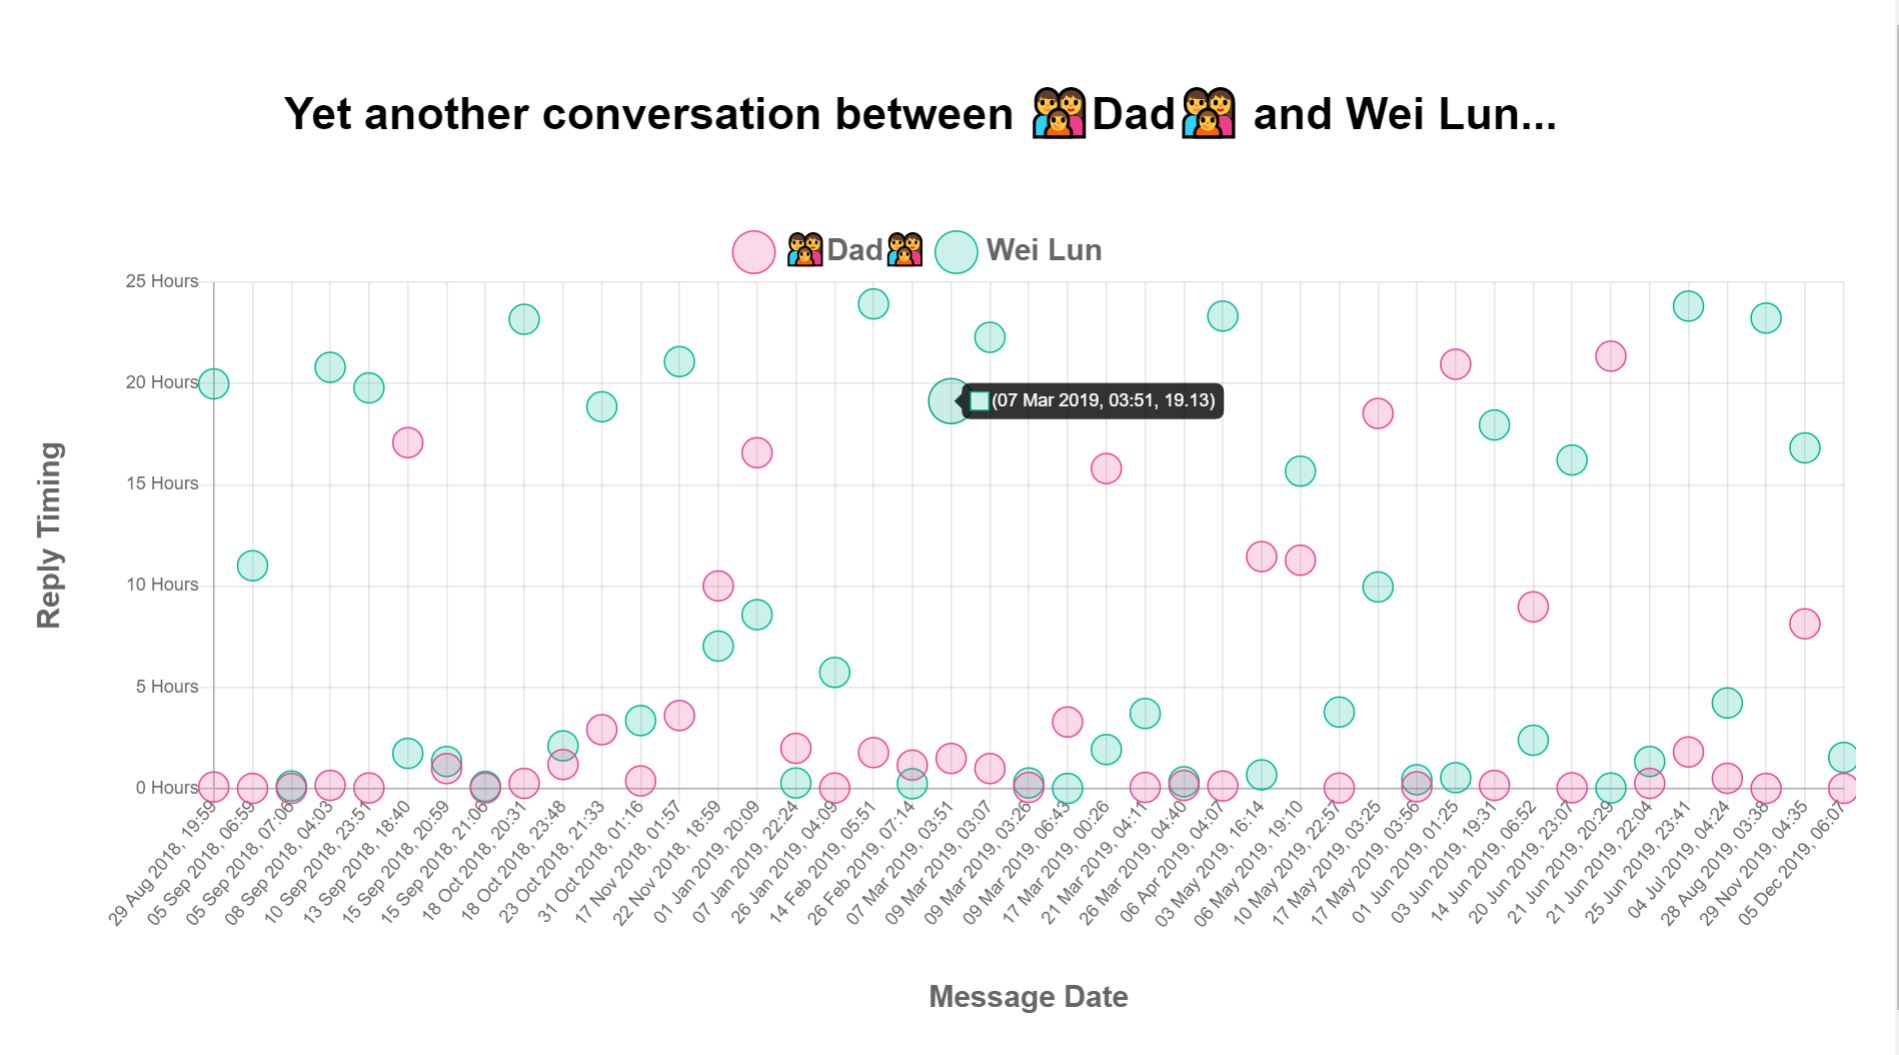 Yet another conversation between 👨‍👩‍👦Dad👨‍👩‍👦 and Wei Lun...
👨‍👩‍👦Dad👨‍👩‍👦 Wei Lun
25 Hours
20 Hours
15 Hours
10 Hours
5 Hours
0 Hours
Reply Timing
(07 Mar 2019, 03:51, 19.13)
29 Aug 2018, 19:59
05 Sep 2018, 06:59
05 Sep 2018, 07:06
08 Sep 2018, 04:03
10 Sep 2018, 23:51
13 Sep 2018, 18:40
15 Sep 2018, 20:59
15 Sep 2018, 21:06
18 Oct 2018, 20:31
18 Oct 2018, 23:48
23 Oct 2018, 21:33
31 Oct 2018, 01:16
17 Nov 2018, 01:57
22 Nov 2018, 18:59
01 Jan 2019, 20:09
07 Jan 2019, 22:24
26 Jan 2019, 04:09
14 Feb 2019, 05:51
26 Feb 2019, 07:14
07 Mar 2019, 03:51
09 Mar 2019, 03:07
09 Mar 2019, 03:26
09 Mar 2019, 06:43
17 Mar 2019, 00:26
21 Mar 2019, 04:11
26 Mar 2019, 04:40
06 Apr 2019, 04:07
03 May 2019, 16:14
06 May 2019, 19:10
10 May 2019, 22:57
17 May 2019, 03:25
17 May 2019, 03:56
01 Jun 2019, 01:25
03 Jun 2019, 19:31
14 Jun 2019, 06:52
20 Jun 2019, 23:07
21 Jun 2019, 20:29
21 Jun 2019, 22:04
25 Jun 2019, 23:41
04 Jul 2019, 04:24
28 Aug 2019, 03:38
29 Nov 2019, 04:35
05 Dec 2019, 06:07
Message Date